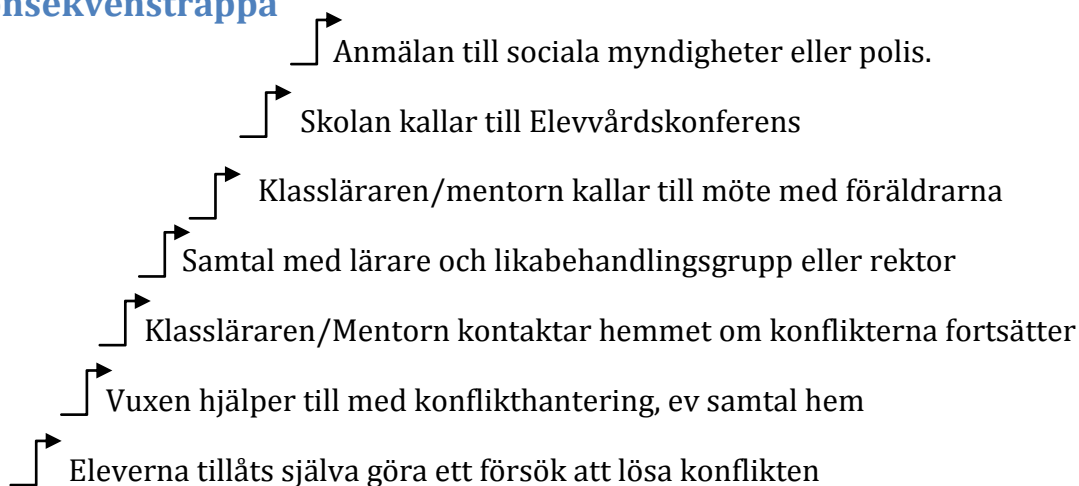 nsekvenstrappa
Anmälan till sociala myndigheter eller polis.
Skolan kallar till Elevvårdskonferens
Klassläraren/mentorn kallar till möte med föräldrarna
Samtal med lärare och likabehandlingsgrupp eller rektor
Klassläraren/Mentorn kontaktar hemmet om konflikterna fortsätter
Vuxen hjälper till med konflikthantering, ev samtal hem
Eleverna tillåts själva göra ett försök att lösa konflikten